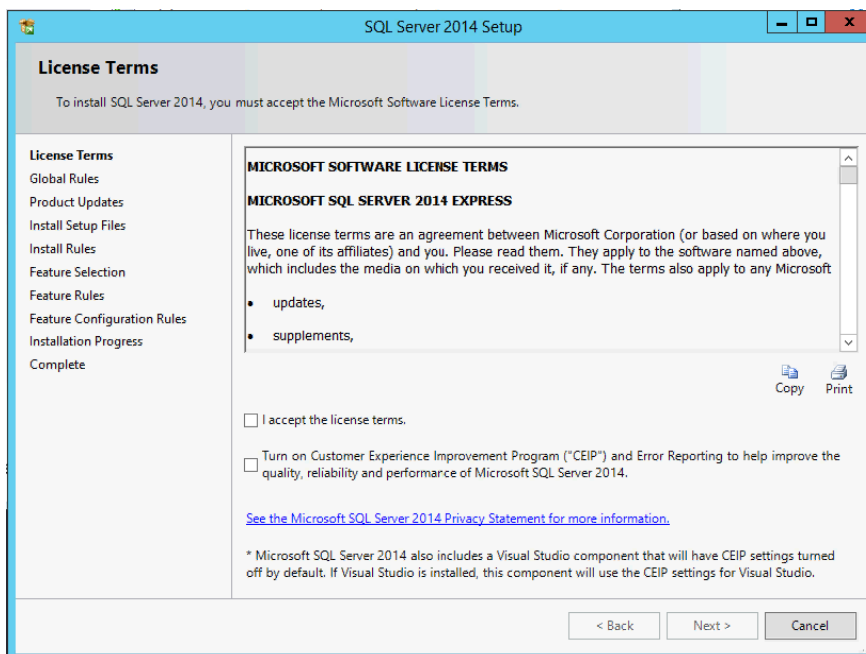 SQL Server 2014 Setup
License Terms
To install SQL Server 2014, you must accept the Microsoft Software License Terms.
License Terms
Global Rules
Product Updates
Install Setup Files
Install Rules
Feature Selection
Feature Rules
Feature Configuration Rules
Installation Progress
Complete
MICROSOFT SOFTWARE LICENSE TERMS
MICROSOFT SQL SERVER 2014 EXPRESS
These license terms are an agreement between Microsoft Corporation (or based on where you
live, one of its affiliates) and you. Please read them. They apply to the software named above,
which includes the media on which you received it, if any. The terms also apply to any Microsoft
• updates,
• supplements,
Copy
Print
I accept the license terms.
Turn on Customer Experience Improvement Program ("CEIP") and Error Reporting to help improve the
quality, reliability and performance of Microsoft SQL Server 2014.
See the Microsoft SQL Server 2014 Privacy Statement for more information.
* Microsoft SQL Server 2014 also includes a Visual Studio component that will have CEIP settings turned
off by default. If Visual Studio is installed, this component will use the CEIP settings for Visual Studio.
< Back
Next >
Cancel